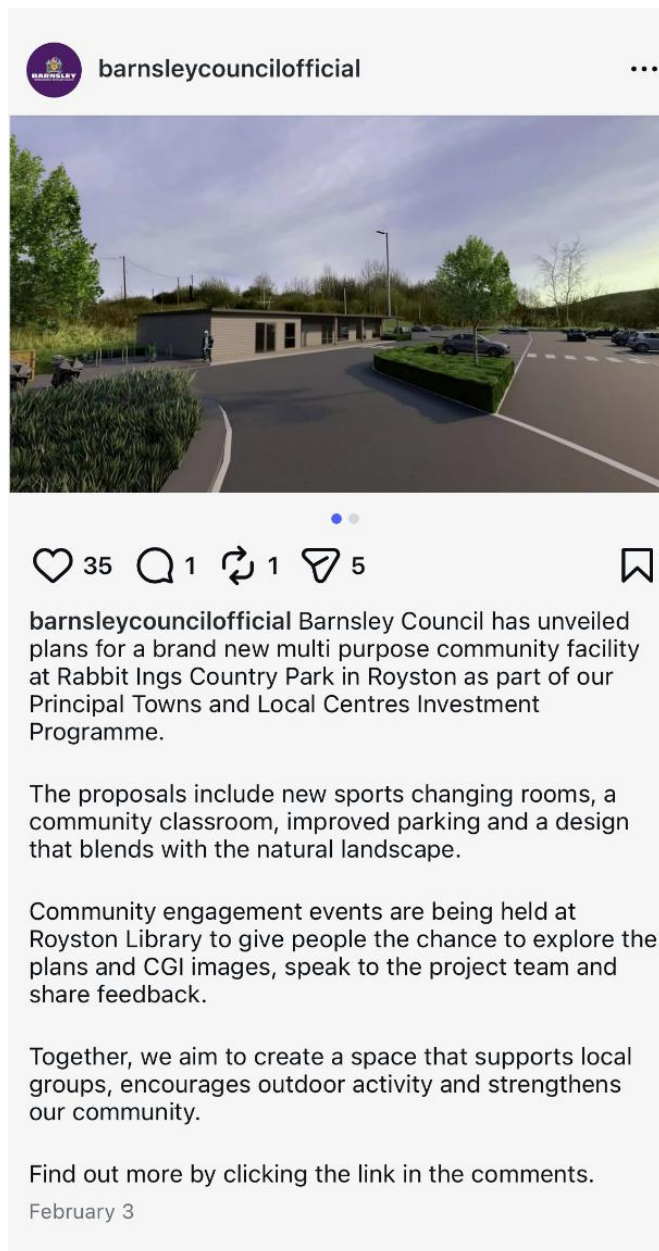 BARNSLEY
barnsleycouncilofficial
35
1
1
5
barnsleycouncilofficial Barnsley Council has unveiled
plans for a brand new multi purpose community facility
at Rabbit Ings Country Park in Royston as part of our
Principal Towns and Local Centres Investment
Programme.
The proposals include new sports changing rooms, a
community classroom, improved parking and a design
that blends with the natural landscape.
Community engagement events are being held at
Royston Library to give people the chance to explore the
plans and CGI images, speak to the project team and
share feedback.
Together, we aim to create a space that supports local
groups, encourages outdoor activity and strengthens
our community.
Find out more by clicking the link in the comments.
February 3